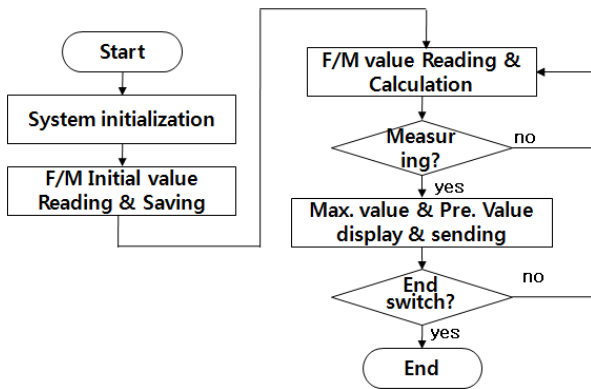 Start
System initialization
F/M Initial value
Reading & Saving
F/M value Reading &
Calculation
Measur
ing?
no
yes
Max. value & Pre. Value
display & sending
End
switch?
no
yes
End